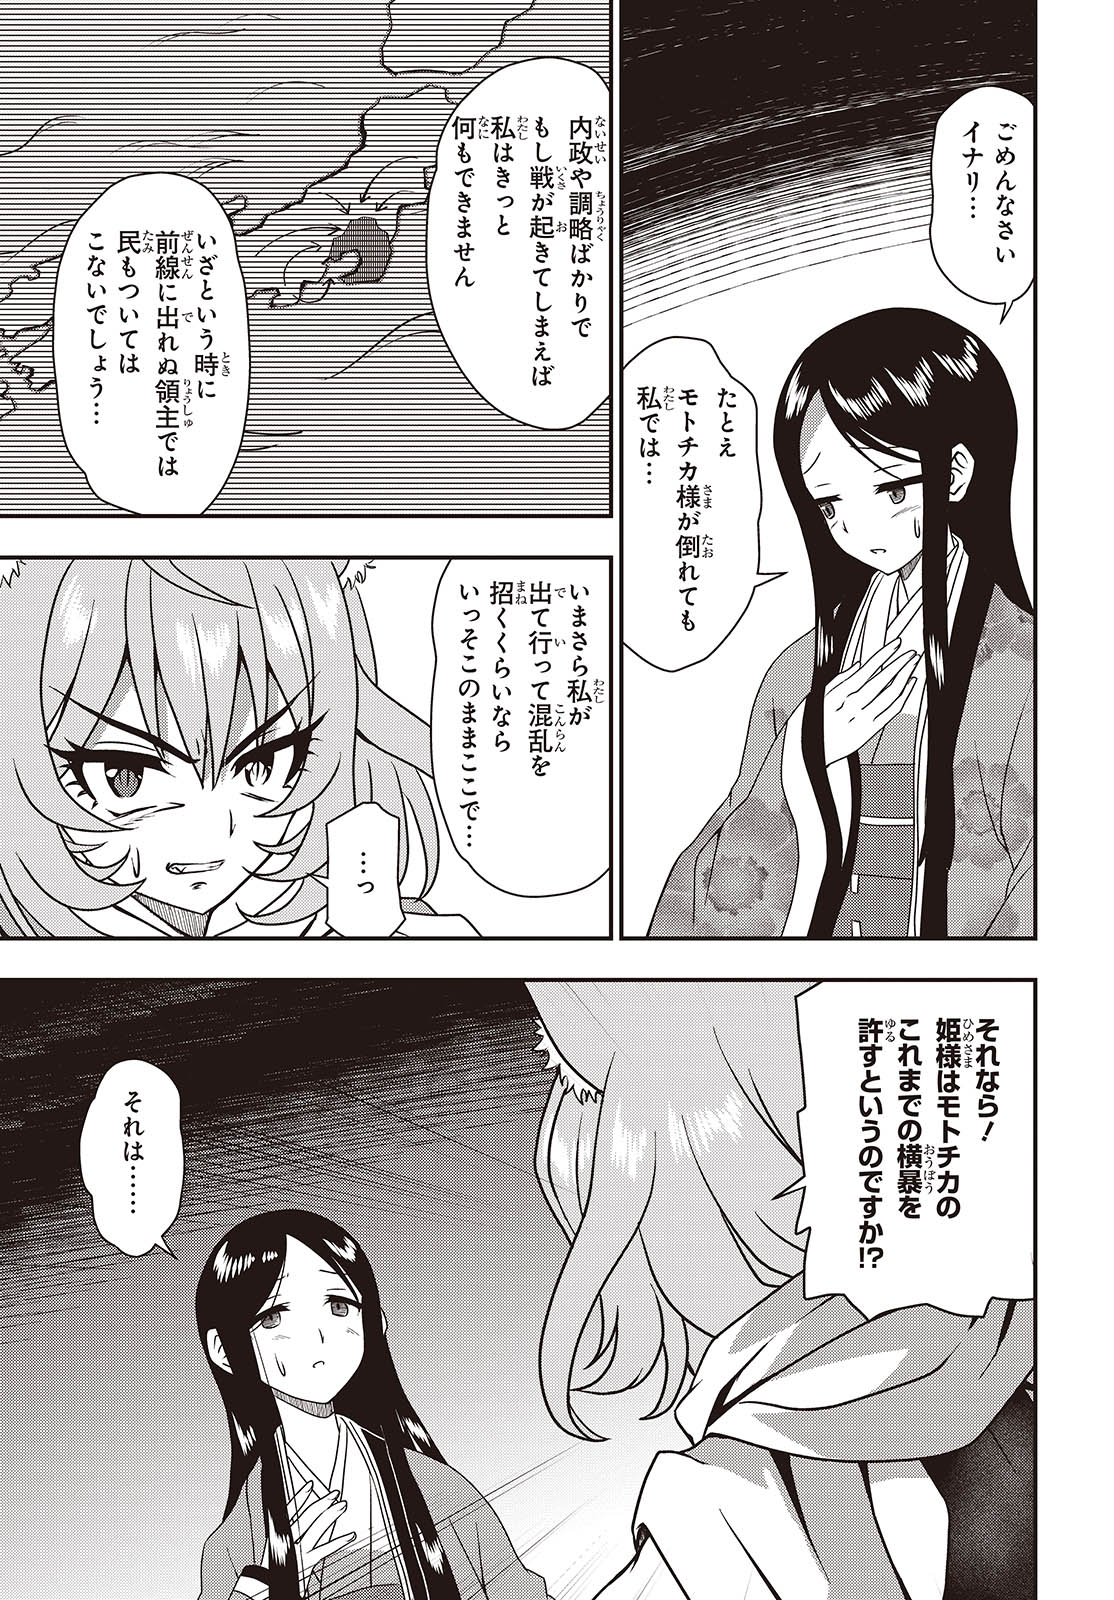 ごめんなさい
イナリ…
たとえ
モトチカ様が倒れても
私では…
内政や調略ばかりで
もし戦が起きてしまえば
私はきっと
何もできません
いざという時に
前線に出れぬ領主では
民もついては
こないでしょう…
いまさら私が
出て行って混乱を
招くくらいなら
いっそこのままここで…
…っ
それなら！
姫様はモトチカの
これまでの横暴を
許すというのですか!?
それは……